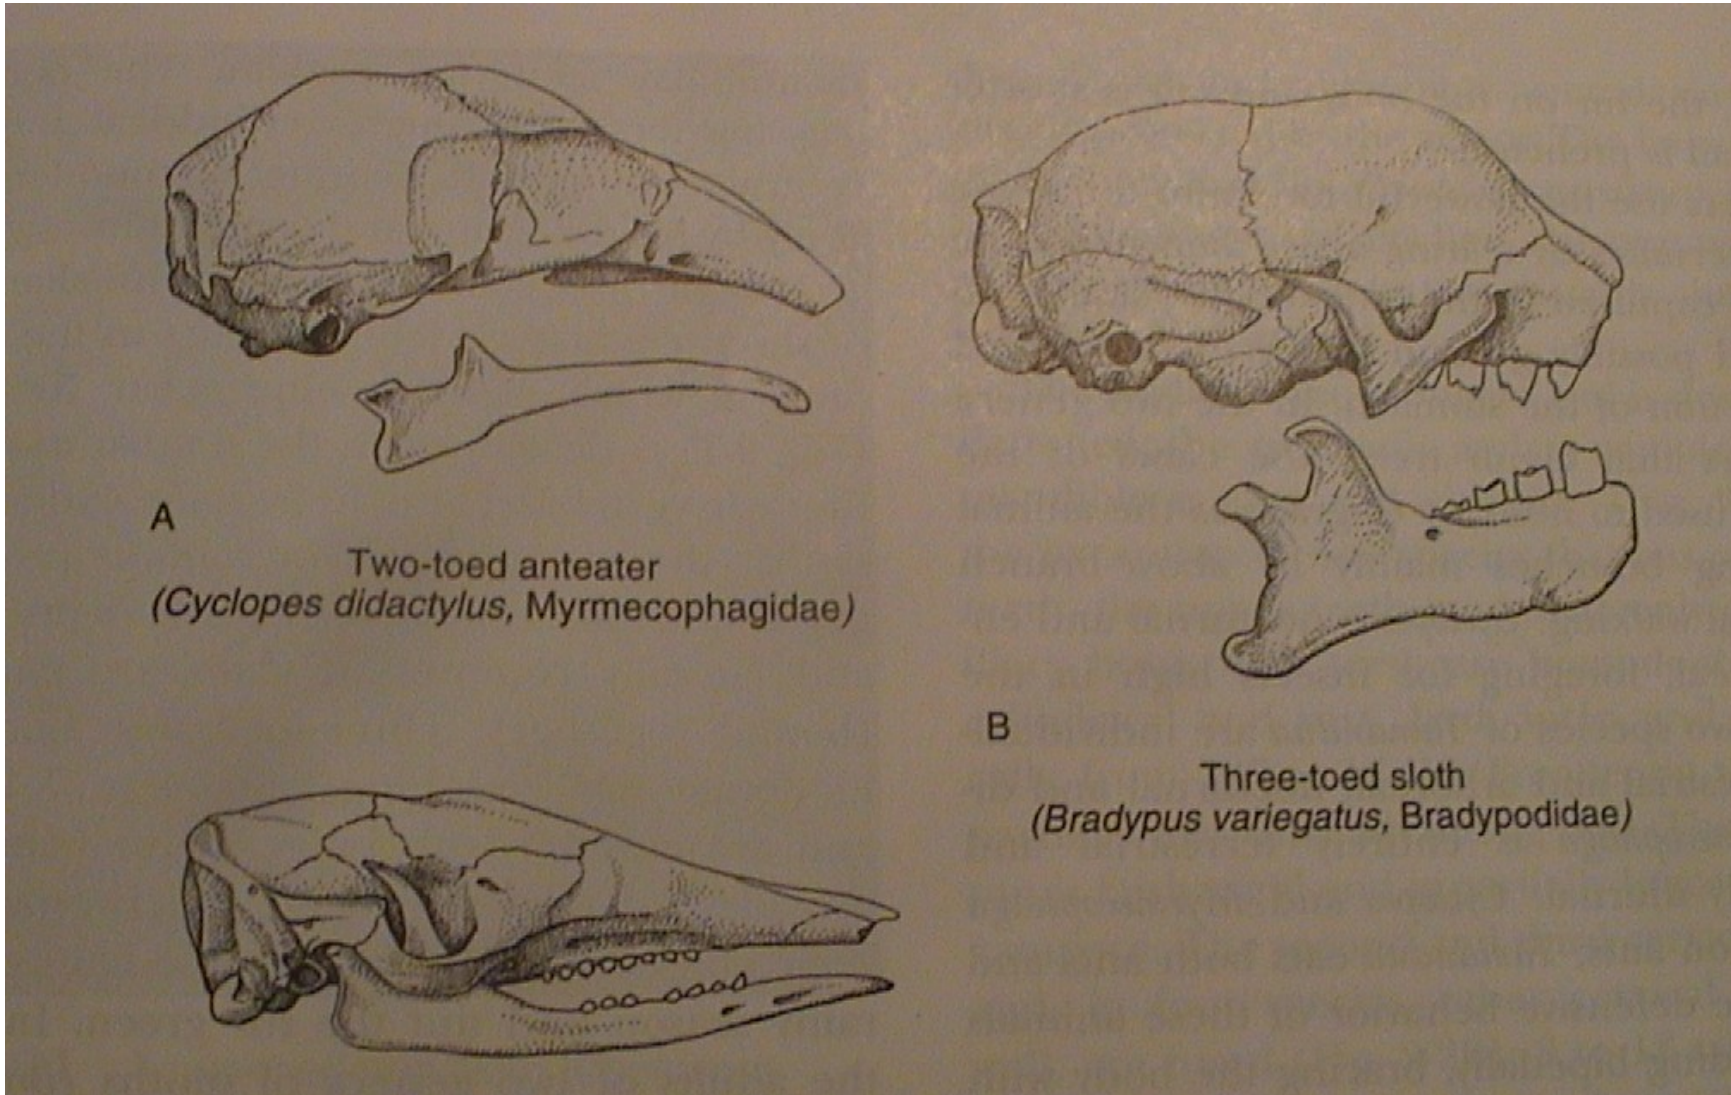 A
Two-toed anteater
(Cyclopes didactylus, Myrmecophagidae)
B
Three-toed sloth
(Bradypus variegatus, Bradypodidae)